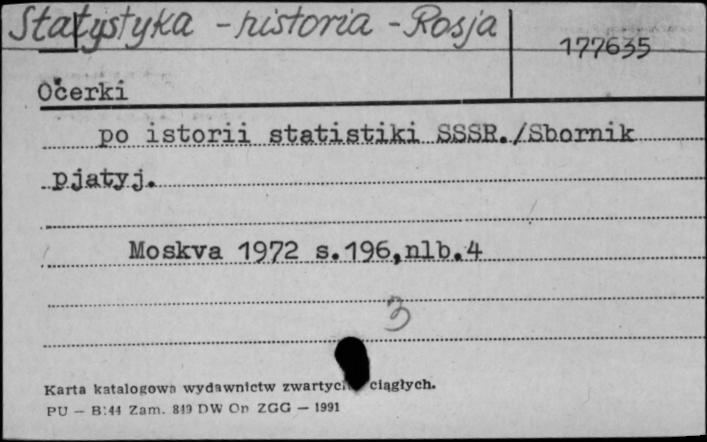 Statystyka - historia - Rosja
177635
Očerki
po istorii statistiki SSSR./Sbornik
pjatyj.
Moskva 1972 s.196,nlb.4
3
Karta katalogowa wydawnictw zwartych ciągłych.
PU — B/44 Zam. 819 DW Op ZGG — 1991